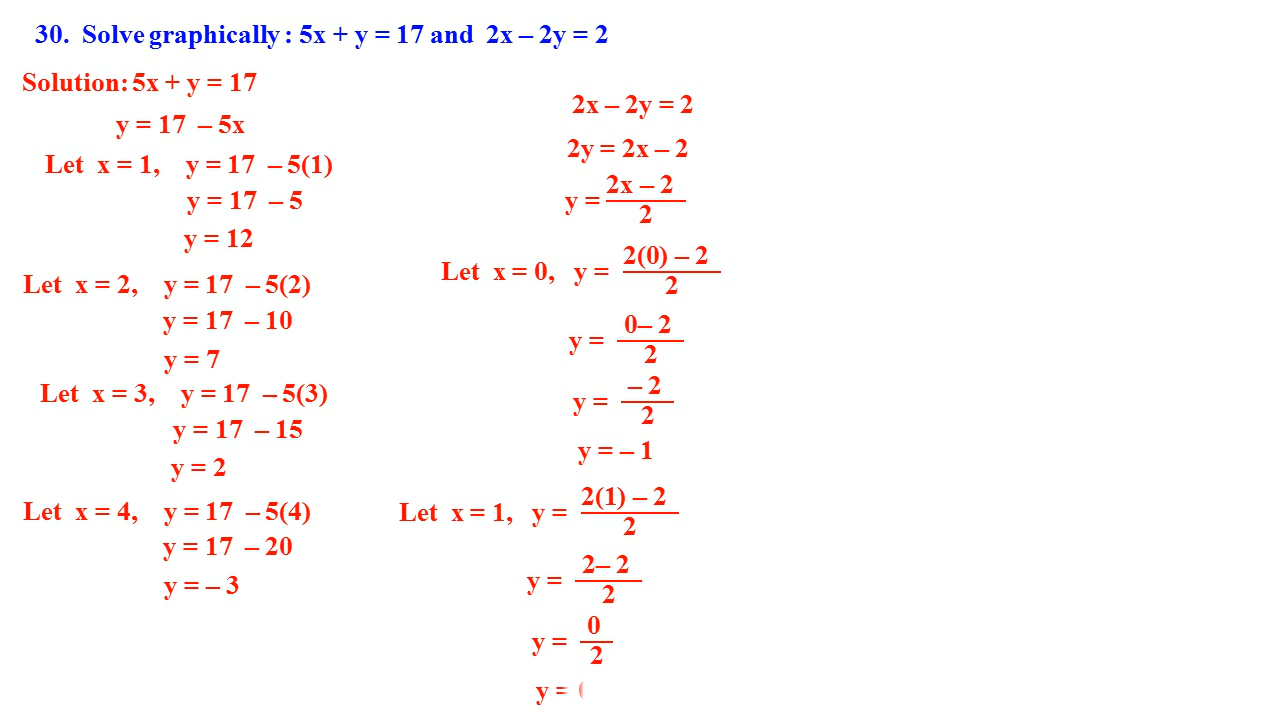 30. Solve graphically : 5x + y = 17 and 2x – 2y = 2
Solution: 5x + y = 17
y = 17 – 5x
Let x = 1, y = 17 – 5(1)
y = 17 – 5
y = 12
Let x = 2, y = 17 – 5(2)
y = 17 – 10
y = 7
Let x = 3, y = 17 – 5(3)
y = 17 – 15
y = 2
Let x = 4, y = 17 – 5(4)
y = 17 – 20
y = – 3
2x – 2y = 2
2y = 2x – 2
y = 2x – 2
2
Let x = 0, y = 2(0) – 2
2
y = 0– 2
2
y = – 2
2
y = – 1
Let x = 1, y = 2(1) – 2
2
y = 2– 2
2
y = 0
2
y =